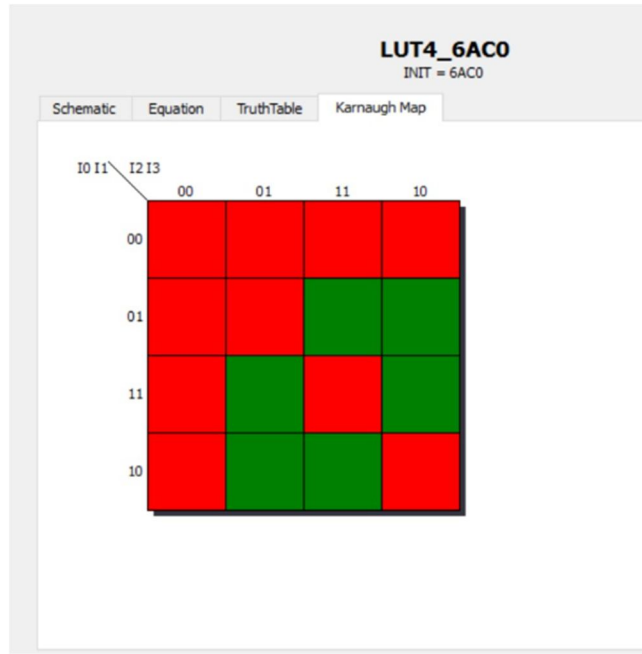 LUT4_6AC0
INIT = 6AC0
Schematic Equation TruthTable Karnaugh Map
I0 I1 I2 I3
00 01 11 10
00
01
11
10